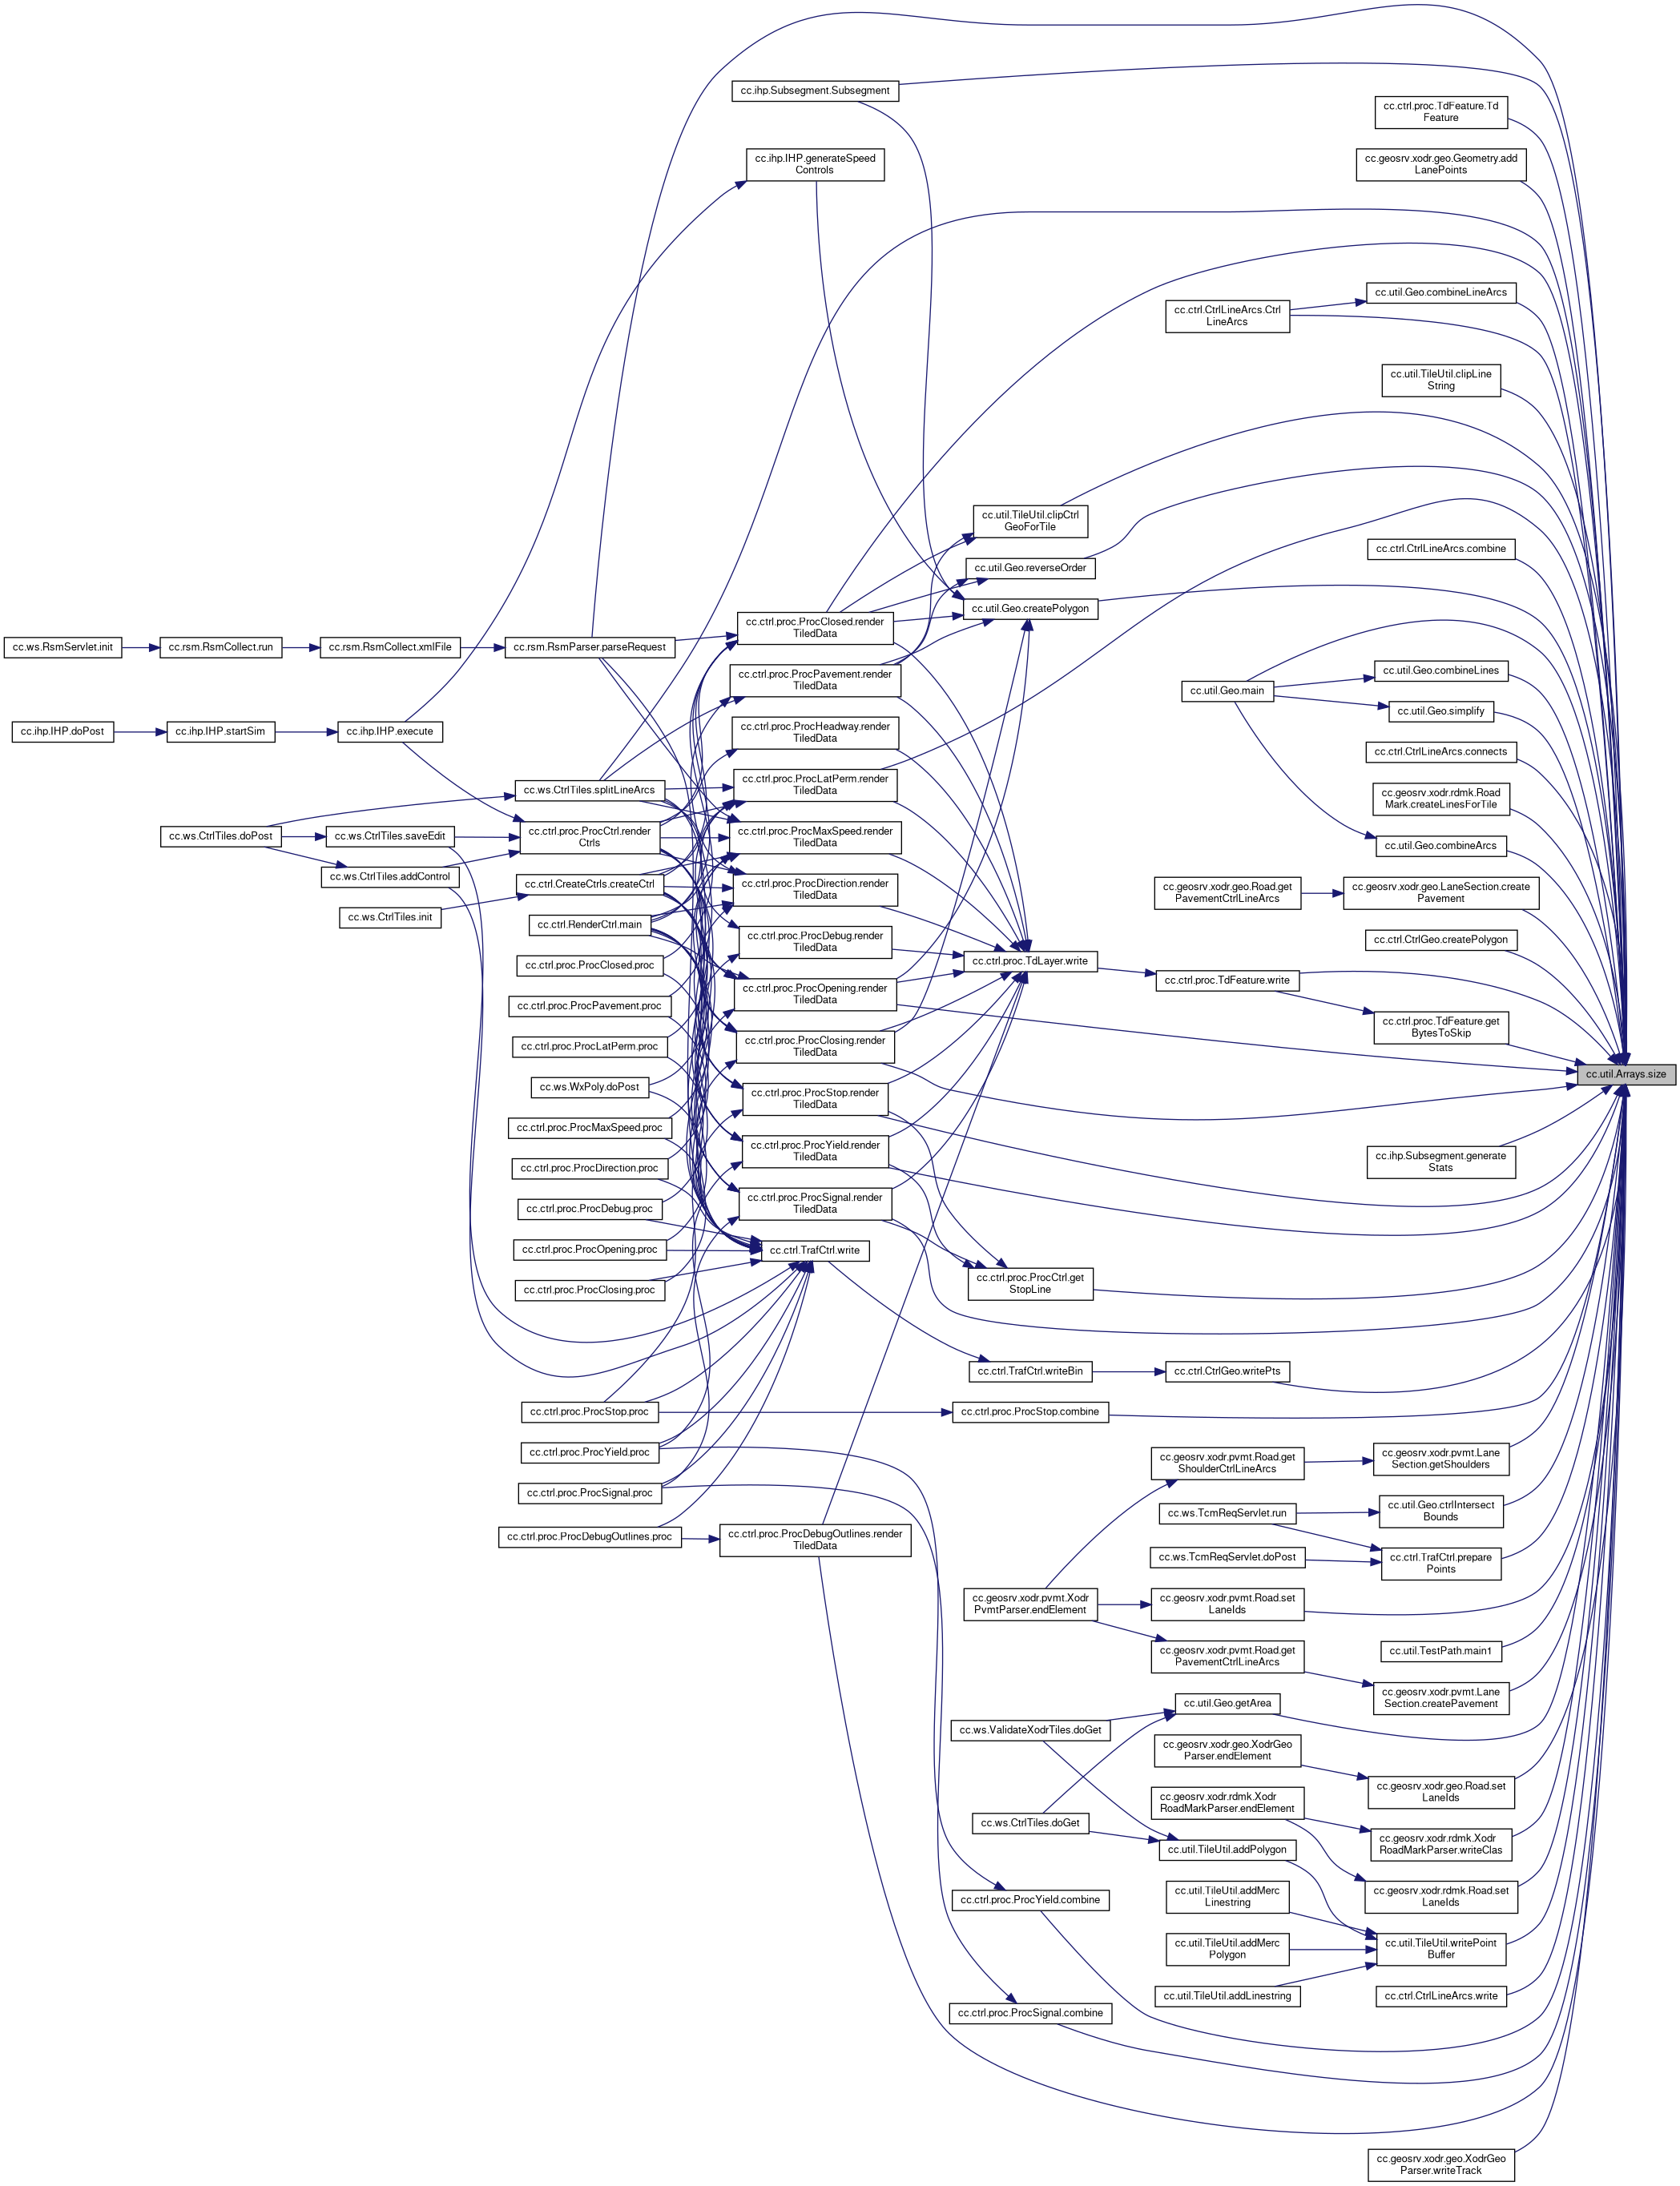 cc.ihp.Subsegment.Subsegment
cc.ctrl.proc.TdFeature.Td
Feature
cc.ihp.IHP.generateSpeed
Controls
cc.geosrv.xodr.geo.Geometry.add
LanePoints
cc.util.Geo.combineLineArcs
cc.ctrl.CtrlLineArcs.Ctrl
LineArcs
cc.util.TileUtil.clipLine
String
cc.util.TileUtil.clipCtrl
GeoForTile
cc.ctrl.CtrlLineArcs.combine
cc.util.Geo.reverseOrder
cc.util.Geo.createPolygon
cc.ctrl.proc.ProcClosed.render
TiledData
cc.ws.RsmServlet.init
cc.rsm.RsmCollect.run
cc.rsm.RsmCollect.xmlFile
cc.rsm.RsmParser.parseRequest
cc.ctrl.proc.ProcPavement.render
TiledData
cc.util.Geo.main
cc.util.Geo.combineLines
cc.util.Geo.simplify
cc.ihp.IHP.doPost
cc.ihp.IHP.startSim
cc.ihp.IHP.execute
cc.ctrl.proc.ProcHeadway.render
TiledData
cc.ctrl.CtrlLineArcs.connects
cc.ws.CtrlTiles.splitLineArcs
cc.ctrl.proc.ProcLatPerm.render
TiledData
cc.geosrv.xodr.rdmk.Road
Mark.createLinesForTile
cc.ws.CtrlTiles.doPost
cc.ws.CtrlTiles.saveEdit
cc.ctrl.proc.ProcCtrl.render
Ctrls
cc.ctrl.proc.ProcMaxSpeed.render
TiledData
cc.util.Geo.combineArcs
cc.ws.CtrlTiles.addControl
cc.ctrl.CreateCtrls.createCtrl
cc.ctrl.proc.ProcDirection.render
TiledData
cc.geosrv.xodr.geo.Road.get
PavementCtrlLineArcs
cc.geosrv.xodr.geo.LaneSection.create
Pavement
cc.ws.CtrlTiles.init
cc.ctrl.RenderCtrl.main
cc.ctrl.proc.ProcDebug.render
TiledData
cc.ctrl.CtrlGeo.createPolygon
cc.ctrl.proc.ProcClosed.proc
cc.ctrl.proc.TdLayer.write
cc.ctrl.proc.TdFeature.write
cc.ctrl.proc.ProcOpening.render
TiledData
cc.ctrl.proc.ProcPavement.proc
cc.ctrl.proc.TdFeature.get
BytesToSkip
cc.ctrl.proc.ProcLatPerm.proc
cc.ctrl.proc.ProcClosing.render
TiledData
cc.util.Arrays.size
cc.ws.WxPoly.doPost
cc.ctrl.proc.ProcStop.render
TiledData
cc.ctrl.proc.ProcMaxSpeed.proc
cc.ctrl.proc.ProcYield.render
TiledData
cc.ihp.Subsegment.generate
Stats
cc.ctrl.proc.ProcDirection.proc
cc.ctrl.proc.ProcSignal.render
TiledData
cc.ctrl.proc.ProcDebug.proc
cc.ctrl.proc.ProcOpening.proc
cc.ctrl.TrafCtrl.write
cc.ctrl.proc.ProcClosing.proc
cc.ctrl.proc.ProcCtrl.get
StopLine
cc.ctrl.TrafCtrl.writeBin
cc.ctrl.CtrlGeo.writePts
cc.ctrl.proc.ProcStop.proc
cc.ctrl.proc.ProcStop.combine
cc.ctrl.proc.ProcYield.proc
cc.geosrv.xodr.pvmt.Road.get
ShoulderCtrlLineArcs
cc.geosrv.xodr.pvmt.Lane
Section.getShoulders
cc.ctrl.proc.ProcSignal.proc
cc.ws.TcmReqServlet.run
cc.util.Geo.ctrlIntersect
Bounds
cc.ctrl.proc.ProcDebugOutlines.proc
cc.ctrl.proc.ProcDebugOutlines.render
TiledData
cc.ws.TcmReqServlet.doPost
cc.ctrl.TrafCtrl.prepare
Points
cc.geosrv.xodr.pvmt.Xodr
PvmtParser.endElement
cc.geosrv.xodr.pvmt.Road.set
LaneIds
cc.util.TestPath.main1
cc.geosrv.xodr.pvmt.Road.get
PavementCtrlLineArcs
cc.geosrv.xodr.pvmt.Lane
Section.createPavement
cc.util.Geo.getArea
cc.ws.ValidateXodrTiles.doGet
cc.geosrv.xodr.geo.XodrGeo
Parser.endElement
cc.geosrv.xodr.geo.Road.set
LaneIds
cc.geosrv.xodr.rdmk.Xodr
RoadMarkParser.endElement
cc.ws.CtrlTiles.doGet
cc.geosrv.xodr.rdmk.Xodr
RoadMarkParser.writeClas
cc.util.TileUtil.addPolygon
cc.ctrl.proc.ProcYield.combine
cc.util.TileUtil.addMerc
Linestring
cc.geosrv.xodr.rdmk.Road.set
LaneIds
cc.util.TileUtil.addMerc
Polygon
cc.util.TileUtil.writePoint
Buffer
cc.util.TileUtil.addLinestring
cc.ctrl.CtrlLineArcs.write
cc.ctrl.proc.ProcSignal.combine
cc.geosrv.xodr.geo.XodrGeo
Parser.writeTrack